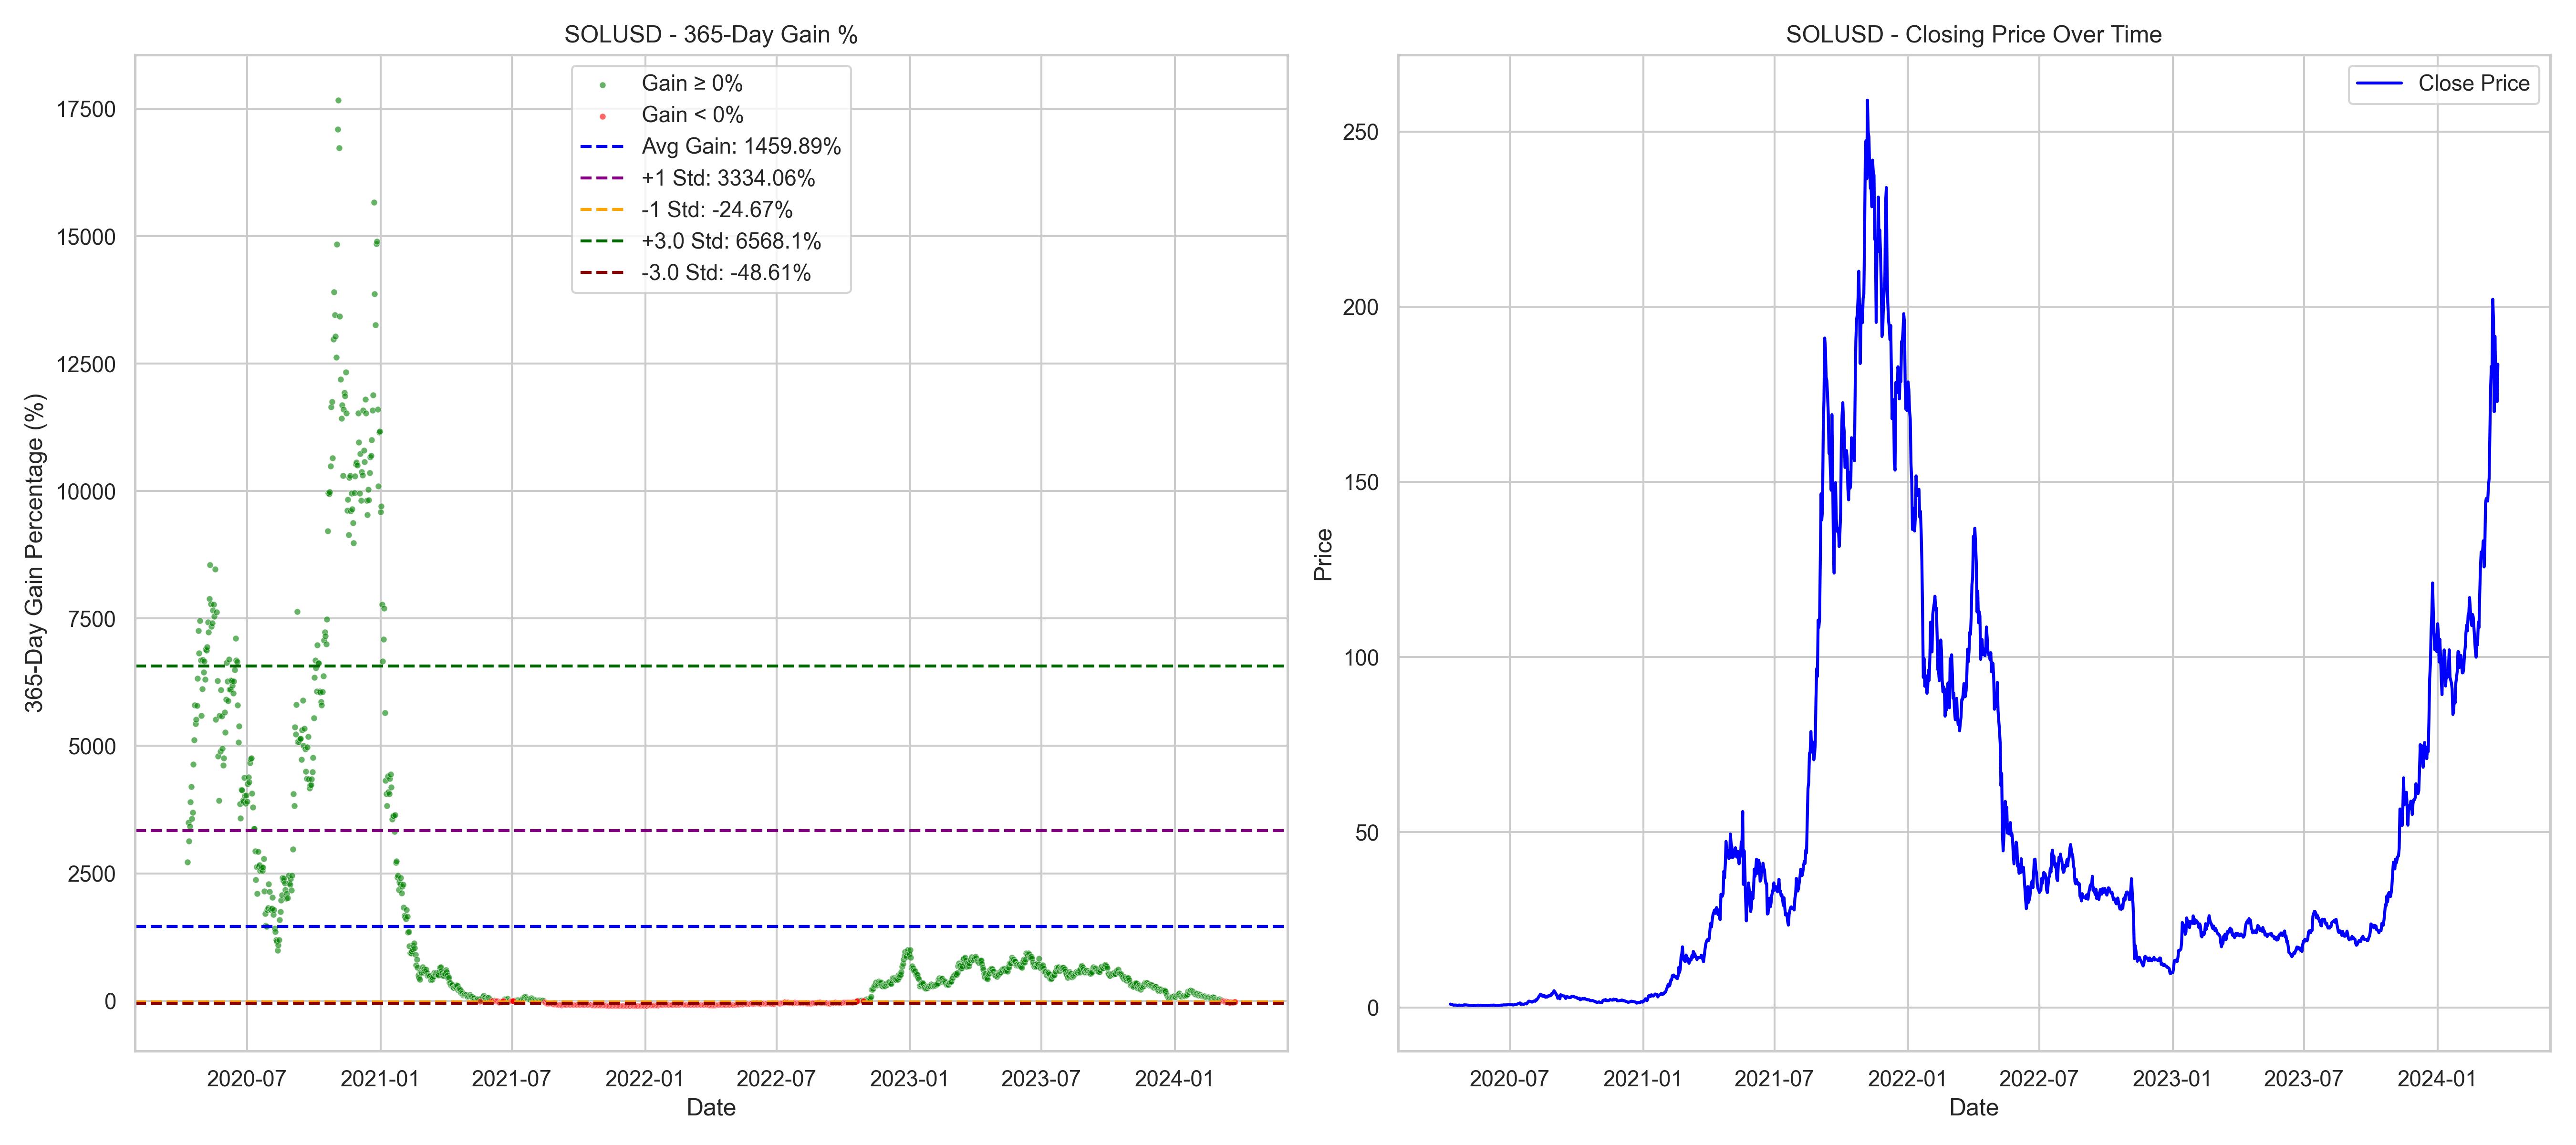 SOLUSD - 365-Day Gain %
Gain ≥ 0%
Gain < 0%
Avg Gain: 1459.89%
+1 Std: 3334.06%
-1 Std: -24.67%
+3.0 Std: 6568.1%
-3.0 Std: -48.61%
365-Day Gain Percentage (%)
17500
15000
12500
10000
7500
5000
2500
0
2020-07 2021-01 2021-07 2022-01 2022-07 2023-01 2023-07 2024-01
Date
SOLUSD - Closing Price Over Time
Close Price
Price
250
200
150
100
50
0
2020-07 2021-01 2021-07 2022-01 2022-07 2023-01 2023-07 2024-01
Date